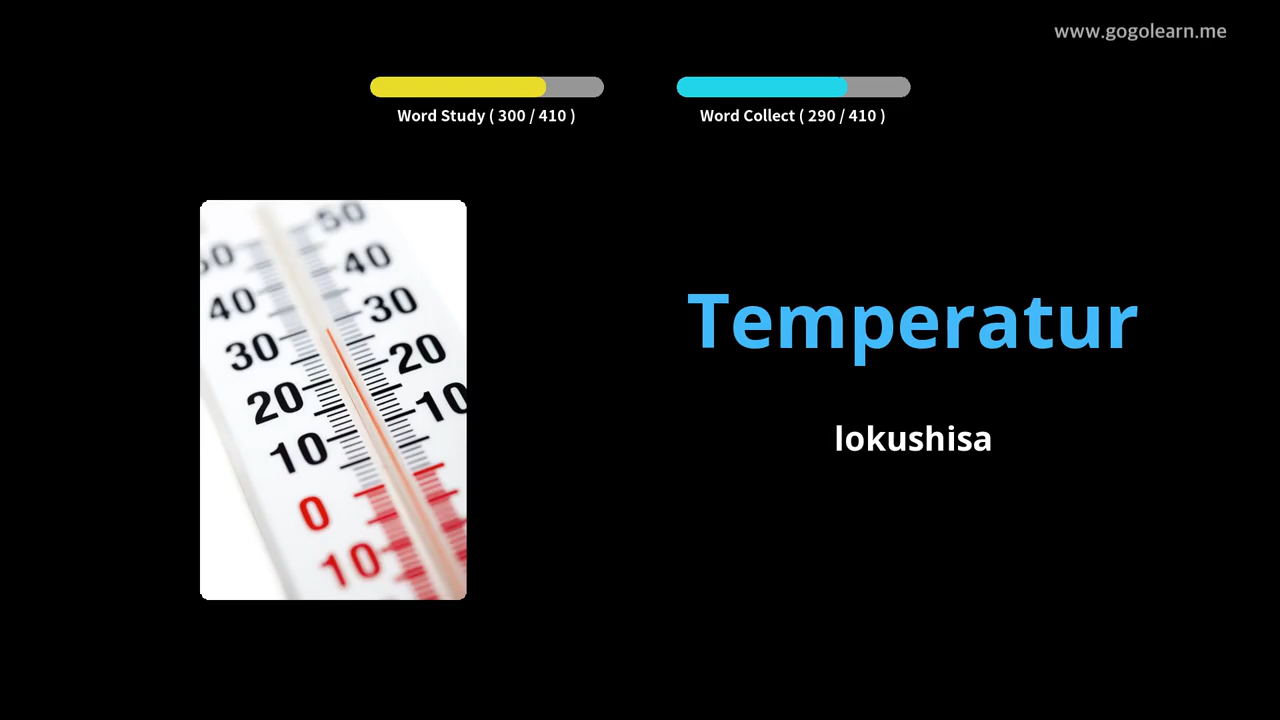 www.gogolearn.me
Word Study ( 300 / 410 )
Word Collect ( 290 / 410 )
50
40
40
30
30
20
20
10
10
0
10
Temperatur
lokushisa